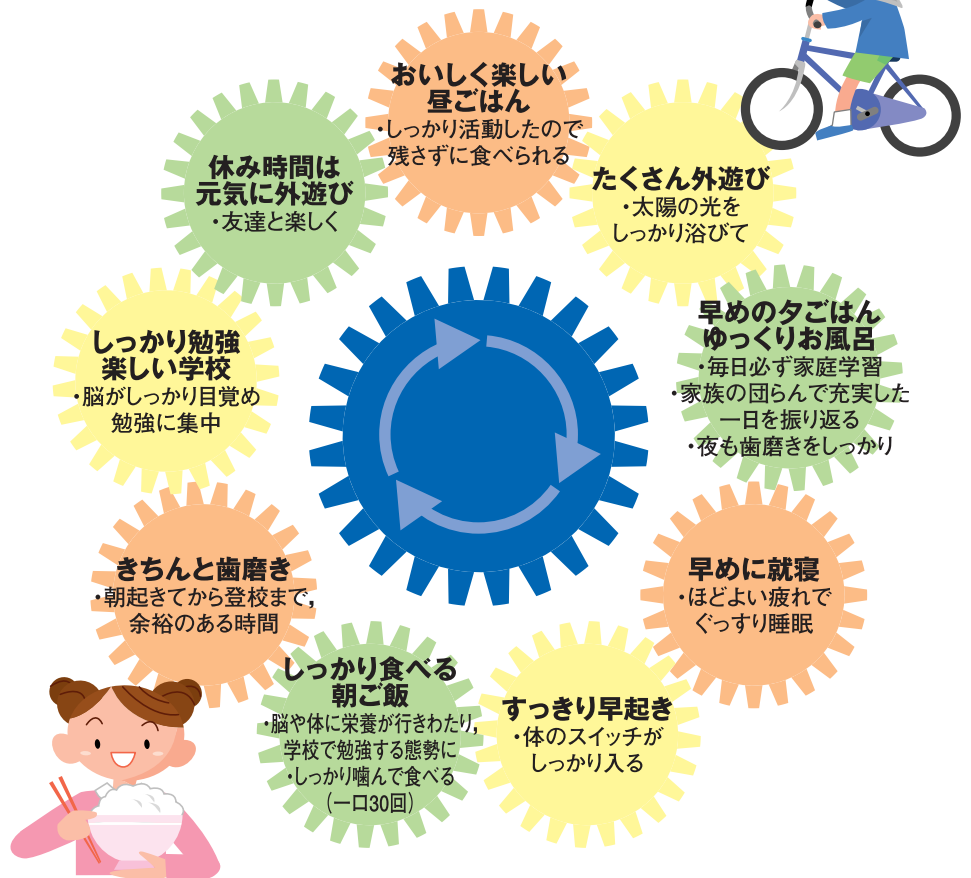 おいしく楽しい
昼ごはん
・しっかり活動したので
残さずに食べられる
たくさん外遊び
・太陽の光を
しっかり浴びて
早めの夕ごはん
ゆっくりお風呂
・毎日必ず家庭学習
・家族の団らんで充実した
一日を振り返る
・夜も歯磨きをしっかり
早めに就寝
・ほどよい疲れで
ぐっすり睡眠
すっきり早起き
・体のスイッチが
しっかり入る
しっかり食べる
朝ご飯
・脳や体に栄養が行きわたり,
学校で勉強する態勢に
・しっかり噛んで食べる
(一口30回)
きちんと歯磨き
・朝起きてから登校まで,
余裕のある時間
しっかり勉強
楽しい学校
・脳がしっかり目覚め
勉強に集中
休み時間は
元気に外遊び
・友達と楽しく